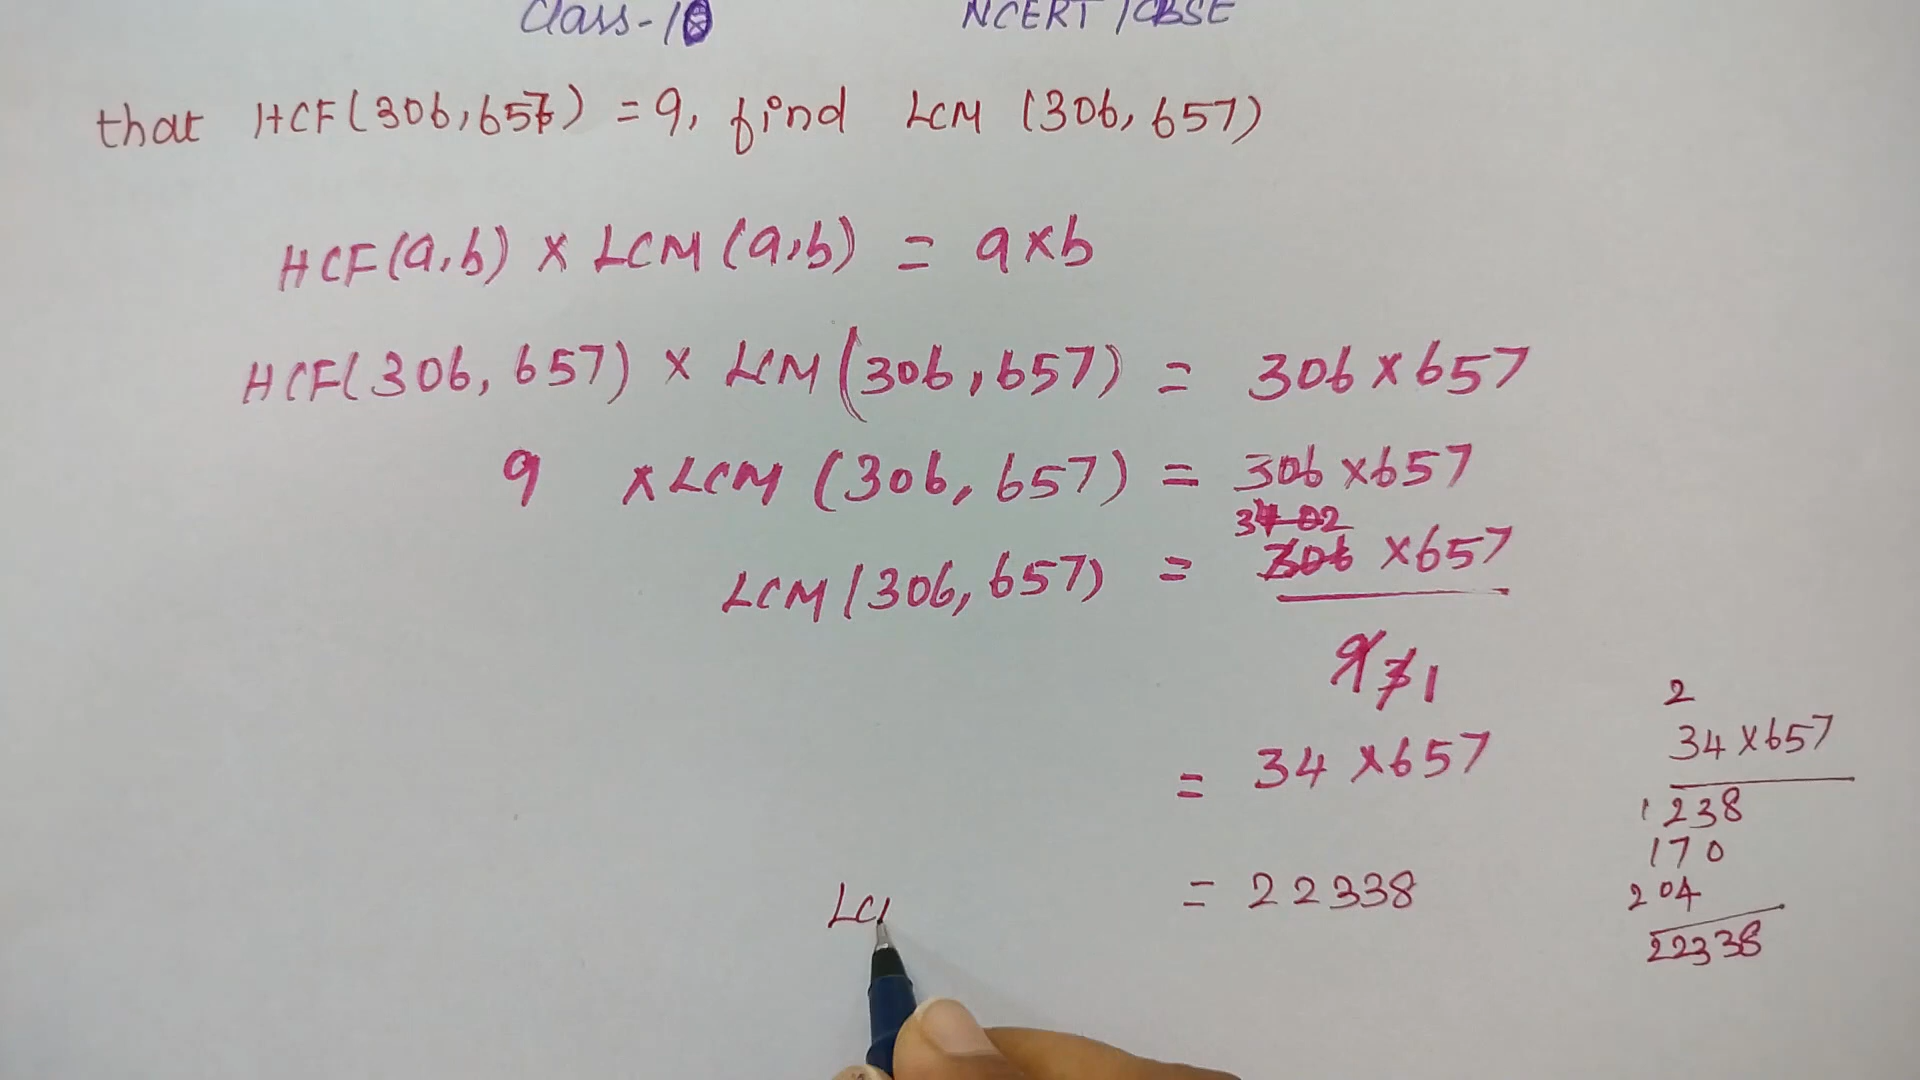 Class-10 NCERT /CBSE
that HCF(306,657) = 9, find LCM (306,657)
HCF(a,b) × LCM (a,b) = a×b
HCF(306,657) × LCM (306,657) = 306×657
9 ×LCM (306,657) = 306×657
34 02
LCM(306,657) = 306 ×657
9 3 1
= 34 ×657
= 22338
LC
2
34×657
1238
170
204
22338